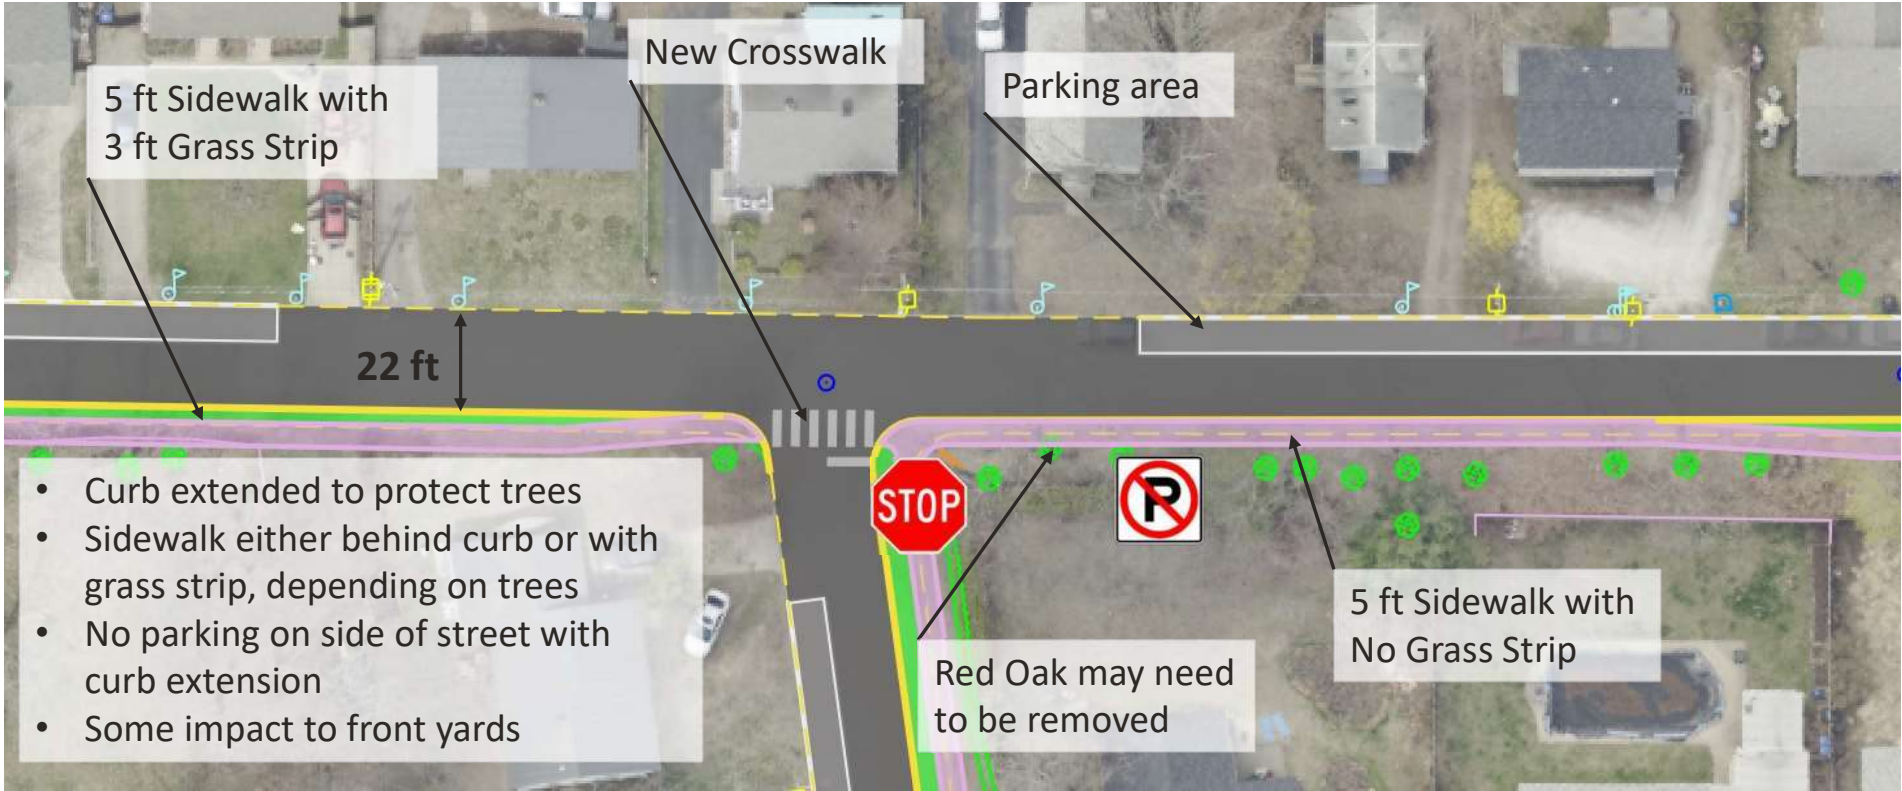 New Crosswalk
Parking area
5 ft Sidewalk with
3 ft Grass Strip
22 ft
• Curb extended to protect trees
• Sidewalk either behind curb or with
grass strip, depending on trees
• No parking on side of street with
curb extension
• Some impact to front yards
STOP
P
5 ft Sidewalk with
No Grass Strip
Red Oak may need
to be removed